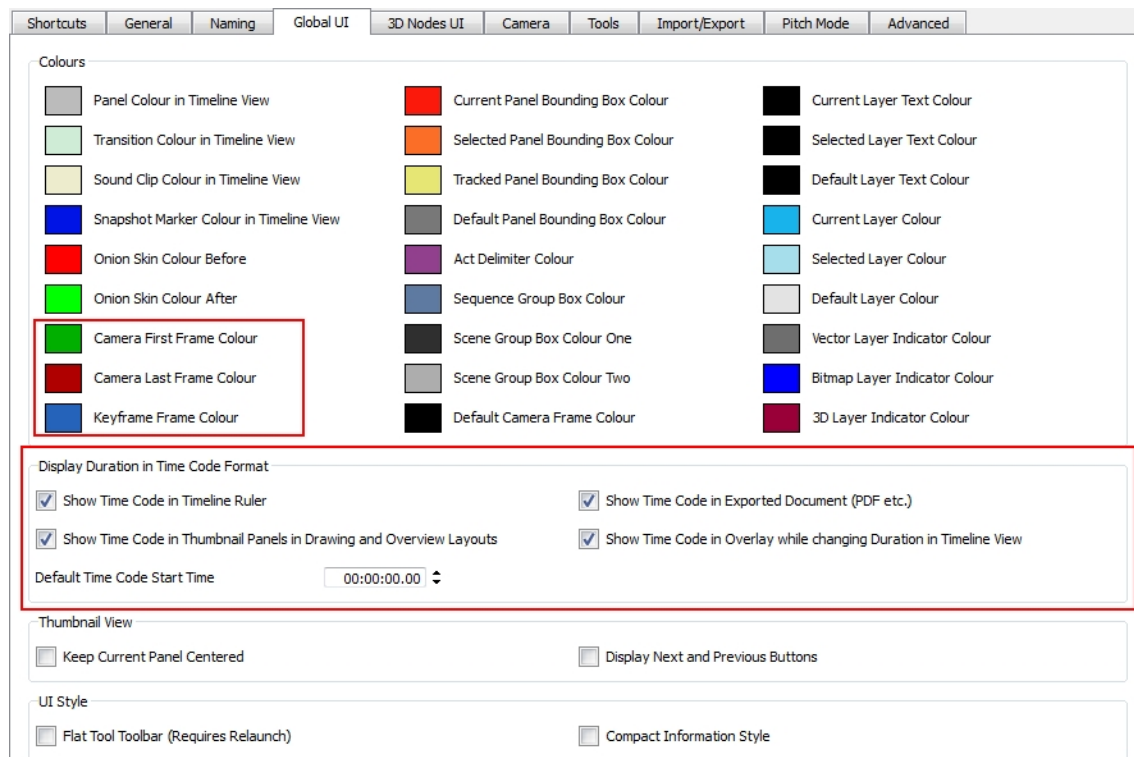 Shortcuts General Naming Global UI 3D Nodes UI Camera Tools Import/Export Pitch Mode Advanced
Colours
Panel Colour in Timeline View Current Panel Bounding Box Colour Current Layer Text Colour
Transition Colour in Timeline View Selected Panel Bounding Box Colour Selected Layer Text Colour
Sound Clip Colour in Timeline View Tracked Panel Bounding Box Colour Default Layer Text Colour
Snapshot Marker Colour in Timeline View Default Panel Bounding Box Colour Current Layer Colour
Onion Skin Colour Before Act Delimiter Colour Selected Layer Colour
Onion Skin Colour After Sequence Group Box Colour Default Layer Colour
Camera First Frame Colour Scene Group Box Colour One Vector Layer Indicator Colour
Camera Last Frame Colour Scene Group Box Colour Two Bitmap Layer Indicator Colour
Keyframe Frame Colour Default Camera Frame Colour 3D Layer Indicator Colour
Display Duration in Time Code Format
Show Time Code in Timeline Ruler Show Time Code in Exported Document (PDF etc.)
Show Time Code in Thumbnail Panels in Drawing and Overview Layouts Show Time Code in Overlay while changing Duration in Timeline View
Default Time Code Start Time 00:00:00.00
Thumbnail View
Keep Current Panel Centered Display Next and Previous Buttons
UI Style
Flat Tool Toolbar (Requires Relaunch) Compact Information Style